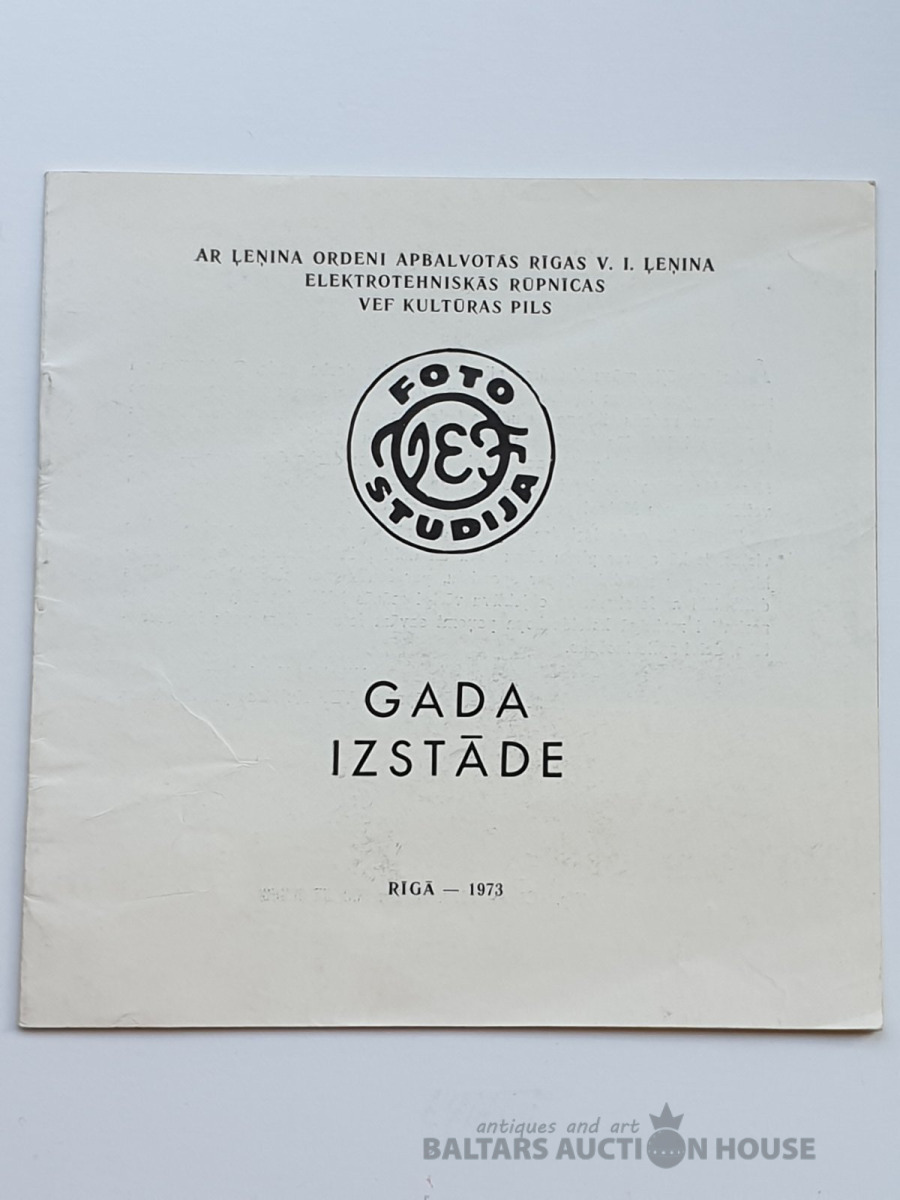 AR ĻEŅINA ORDENI APBALVOTĀS RĪGAS V. I. ĻEŅINA
ELEKTROTEHNISKĀS RŪPNĪCAS
VEF KULTŪRAS PILS
FOTO
VEF
STUDIJA
GADA
IZSTĀDE
RĪGĀ — 1973
antiques and art
BALTARS AUCTION HOUSE